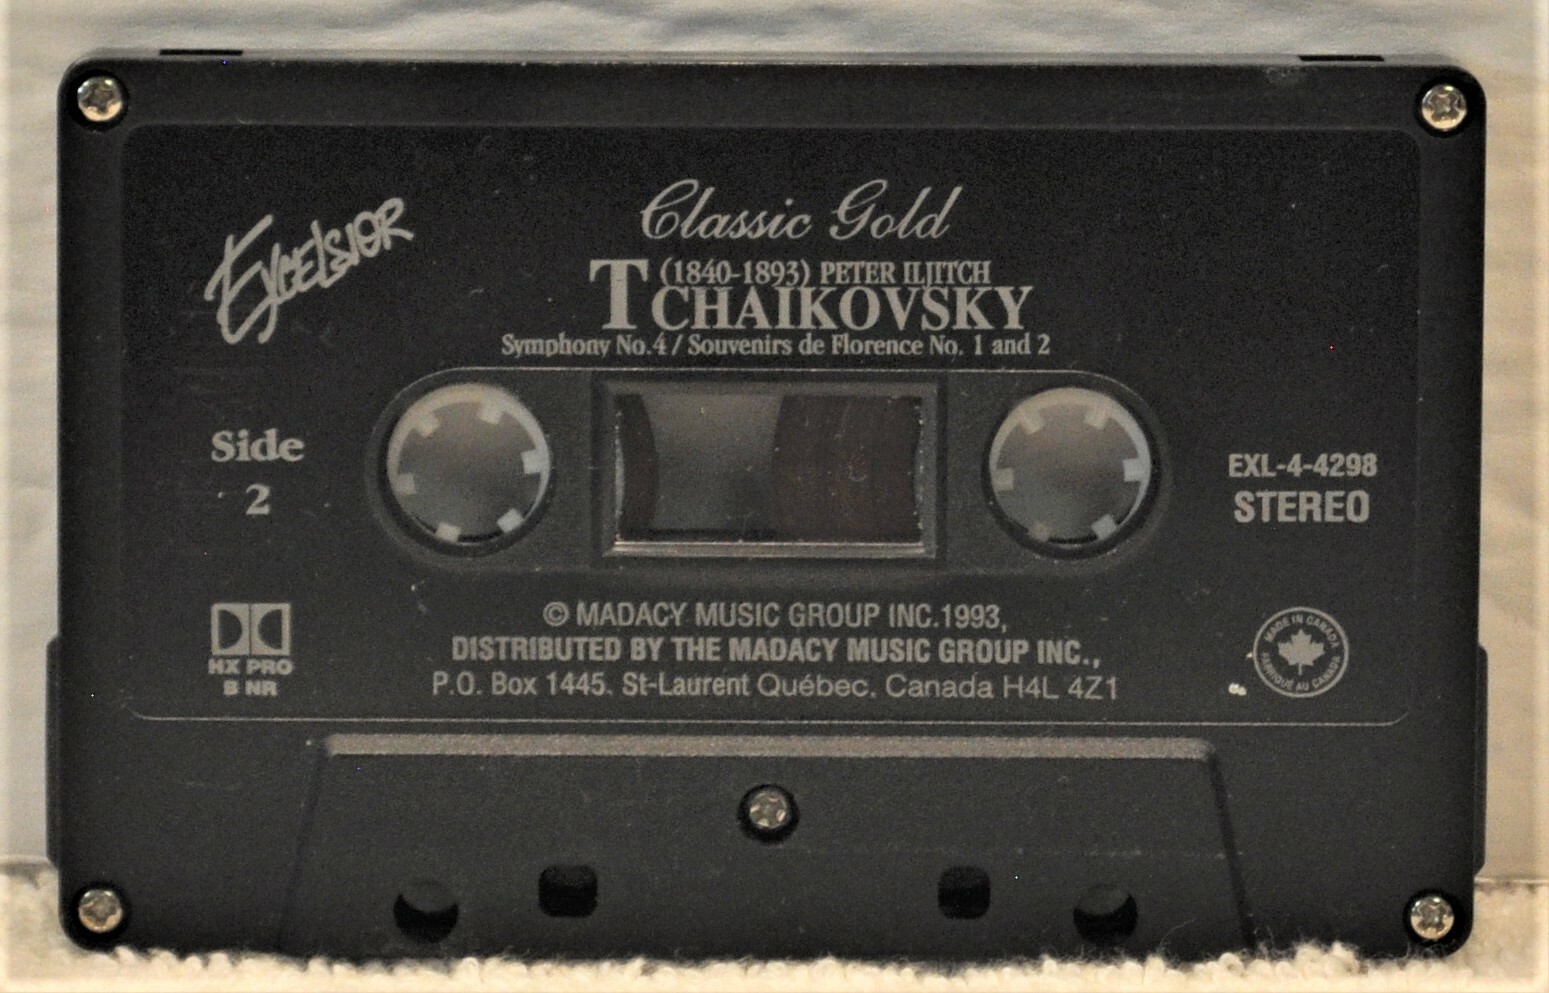 Excelsior
Classic Gold
(1840-1893) PETER ILJITCH
TCHAIKOVSKY
Symphony No.4 / Souvenirs de Florence No. 1 and 2
Side
2
EXL-4-4298
STEREO
HX PRO
B NR
© MADACY MUSIC GROUP INC.1993,
DISTRIBUTED BY THE MADACY MUSIC GROUP INC.,
P.O. Box 1445. St-Laurent Québec. Canada H4L 4Z1
MADE IN CANADA
FABRIQUÉ AU CANADA